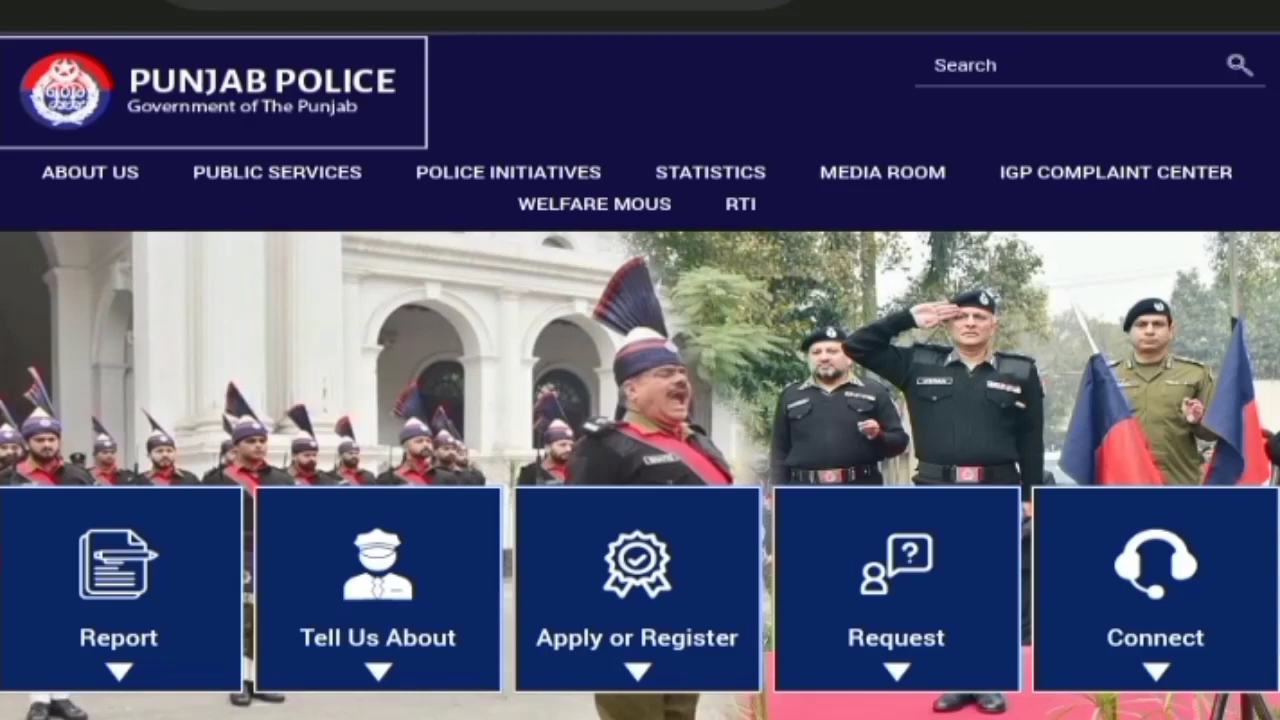 PUNJAB POLICE
Government of The Punjab
Search
ABOUT US PUBLIC SERVICES POLICE INITIATIVES STATISTICS MEDIA ROOM IGP COMPLAINT CENTER
WELFARE MOUS RTI
Report
Tell Us About
Apply or Register
?
Request
Connect